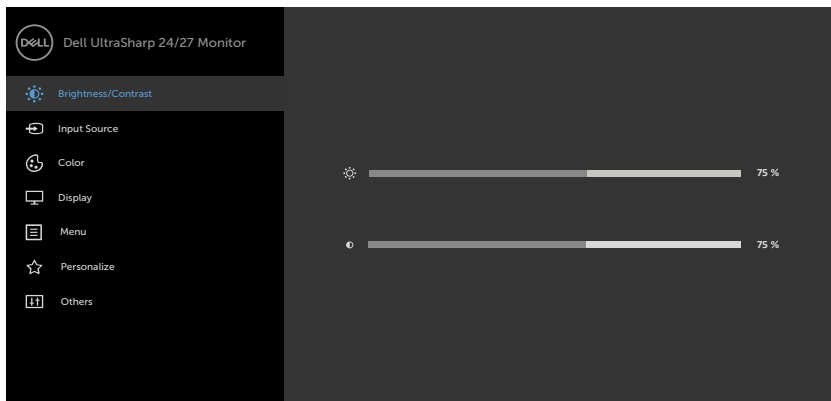 DELL
Dell UltraSharp 24/27 Monitor
Brightness/Contrast
Input Source
Color
Display
Menu
Personalize
Others
75 %
75 %